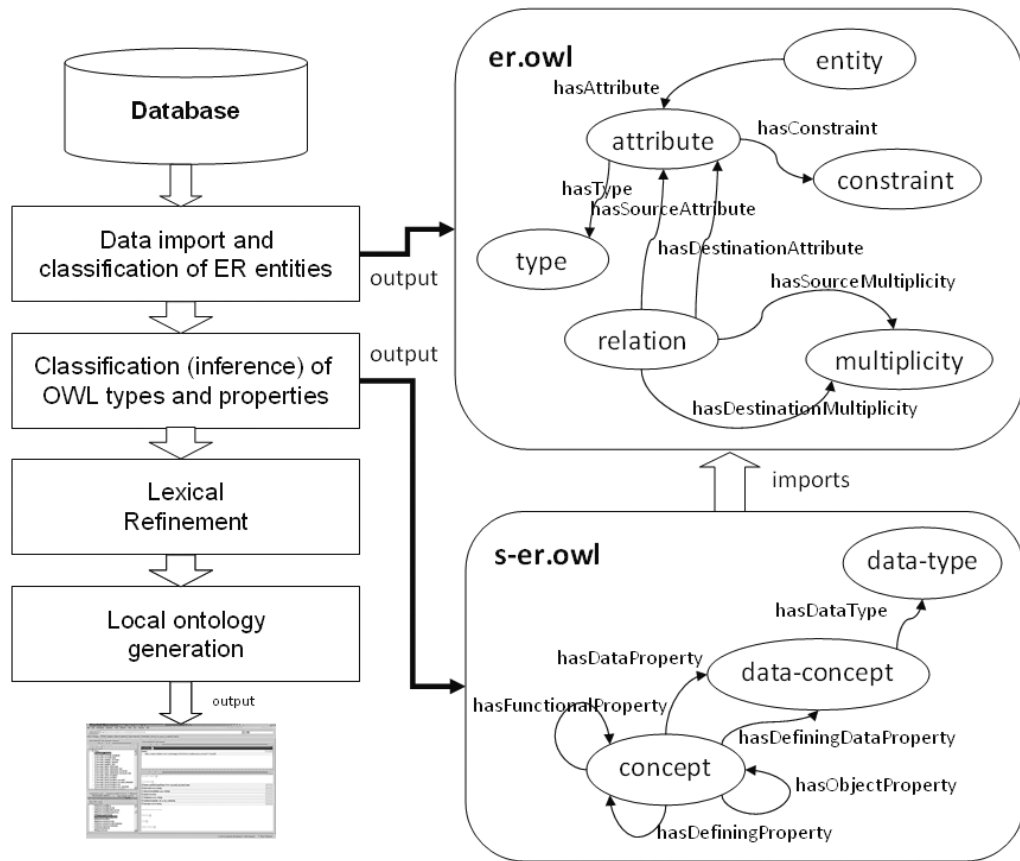 Database
Data import and
classification of ER entities
output
Classification (inference) of
OWL types and properties
output
Lexical
Refinement
Local ontology
generation
output
er.owl
entity
hasAttribute
attribute
hasConstraint
constraint
hasType
hasSourceAttribute
type
hasDestinationAttribute
hasSourceMultiplicity
relation
multiplicity
hasDestinationMultiplicity
imports
s-er.owl
data-type
hasDataType
hasDataProperty
data-concept
hasFunctionalProperty
hasDefiningDataProperty
concept
hasObjectProperty
hasDefiningProperty